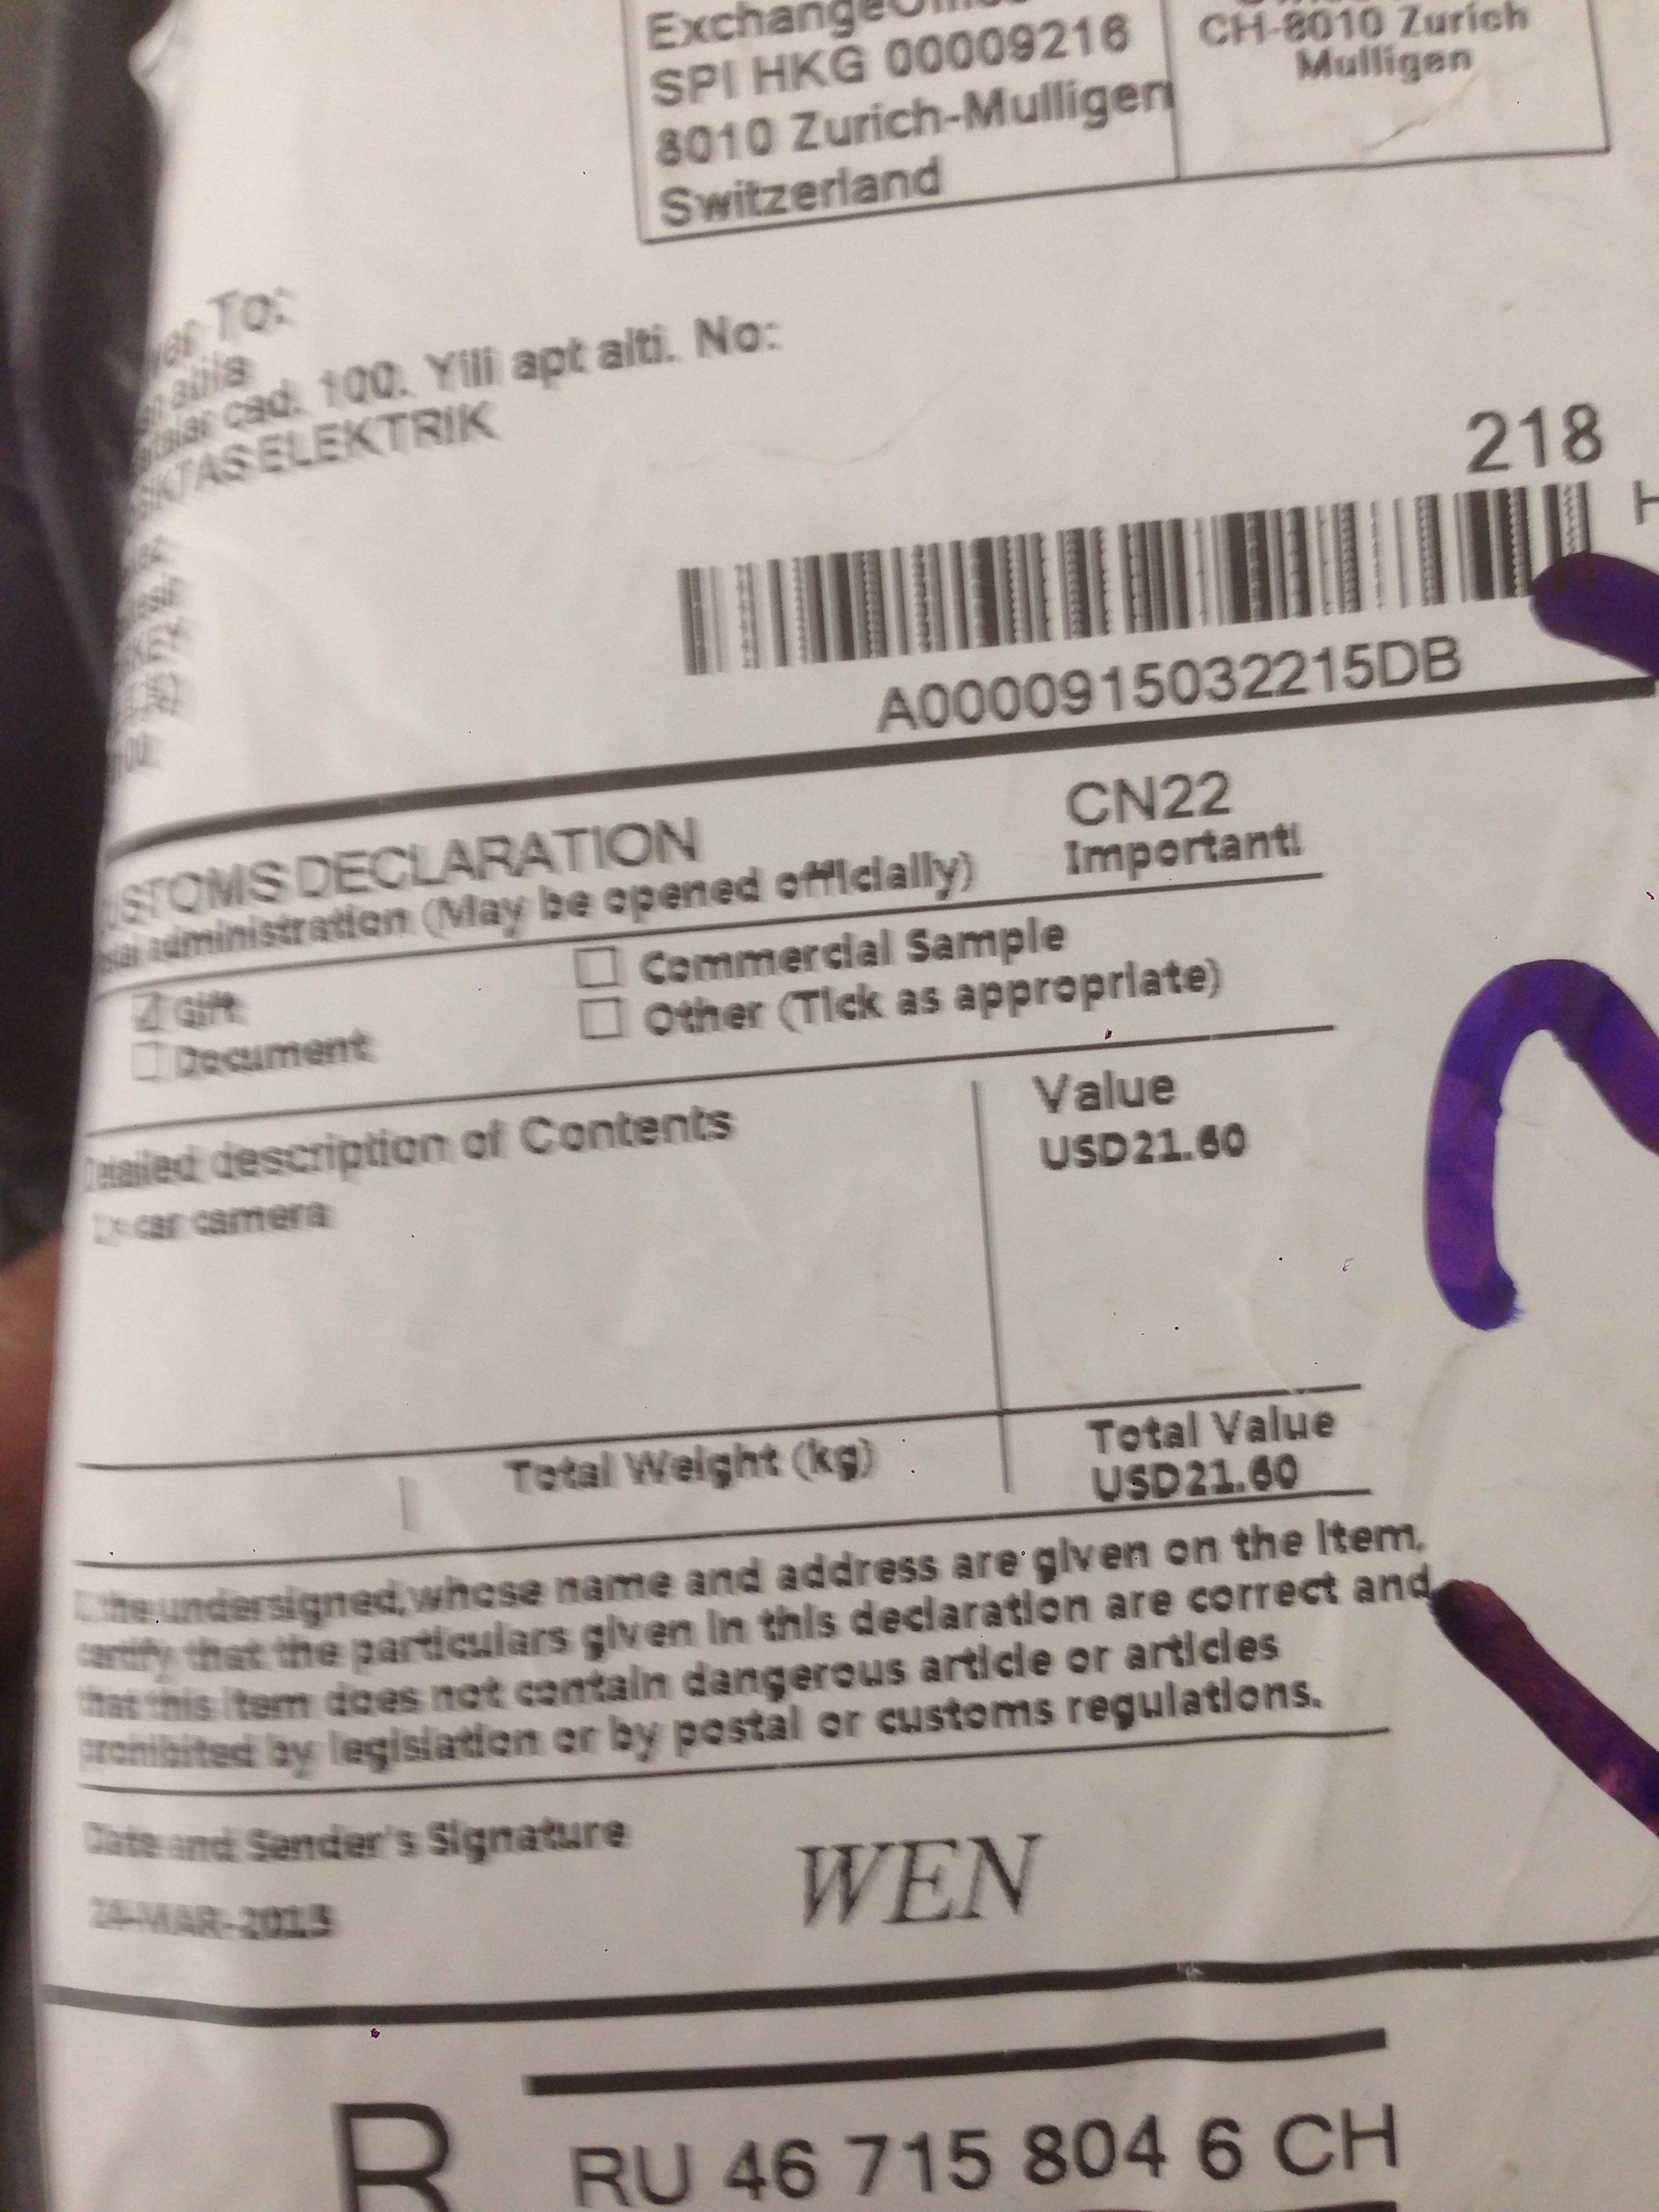 SPI HKG 00009216
8010 Zurich-Mulligen
Switzerland
CH-8010 Zurich
Mulligen
To:
cad. 100. Yili apt alti. No:
ELEKTRIK
218
A0000915032215DB
CUSTOMS DECLARATION
CN22
administration (May be opened officially)
Important!
Gift
Commercial Sample
Document
Other (Tick as appropriate)
Detailed description of Contents
Value
USD21.60
car camera
Total Weight (kg)
Total Value
USD21.60
I, the undersigned, whose name and address are given on the item,
certify that the particulars given in this declaration are correct and
that this item does not contain dangerous article or articles
prohibited by legislation or by postal or customs regulations.
Date and Sender's Signature
WEN
24-MAR-2015
R
RU 46 715 804 6 CH